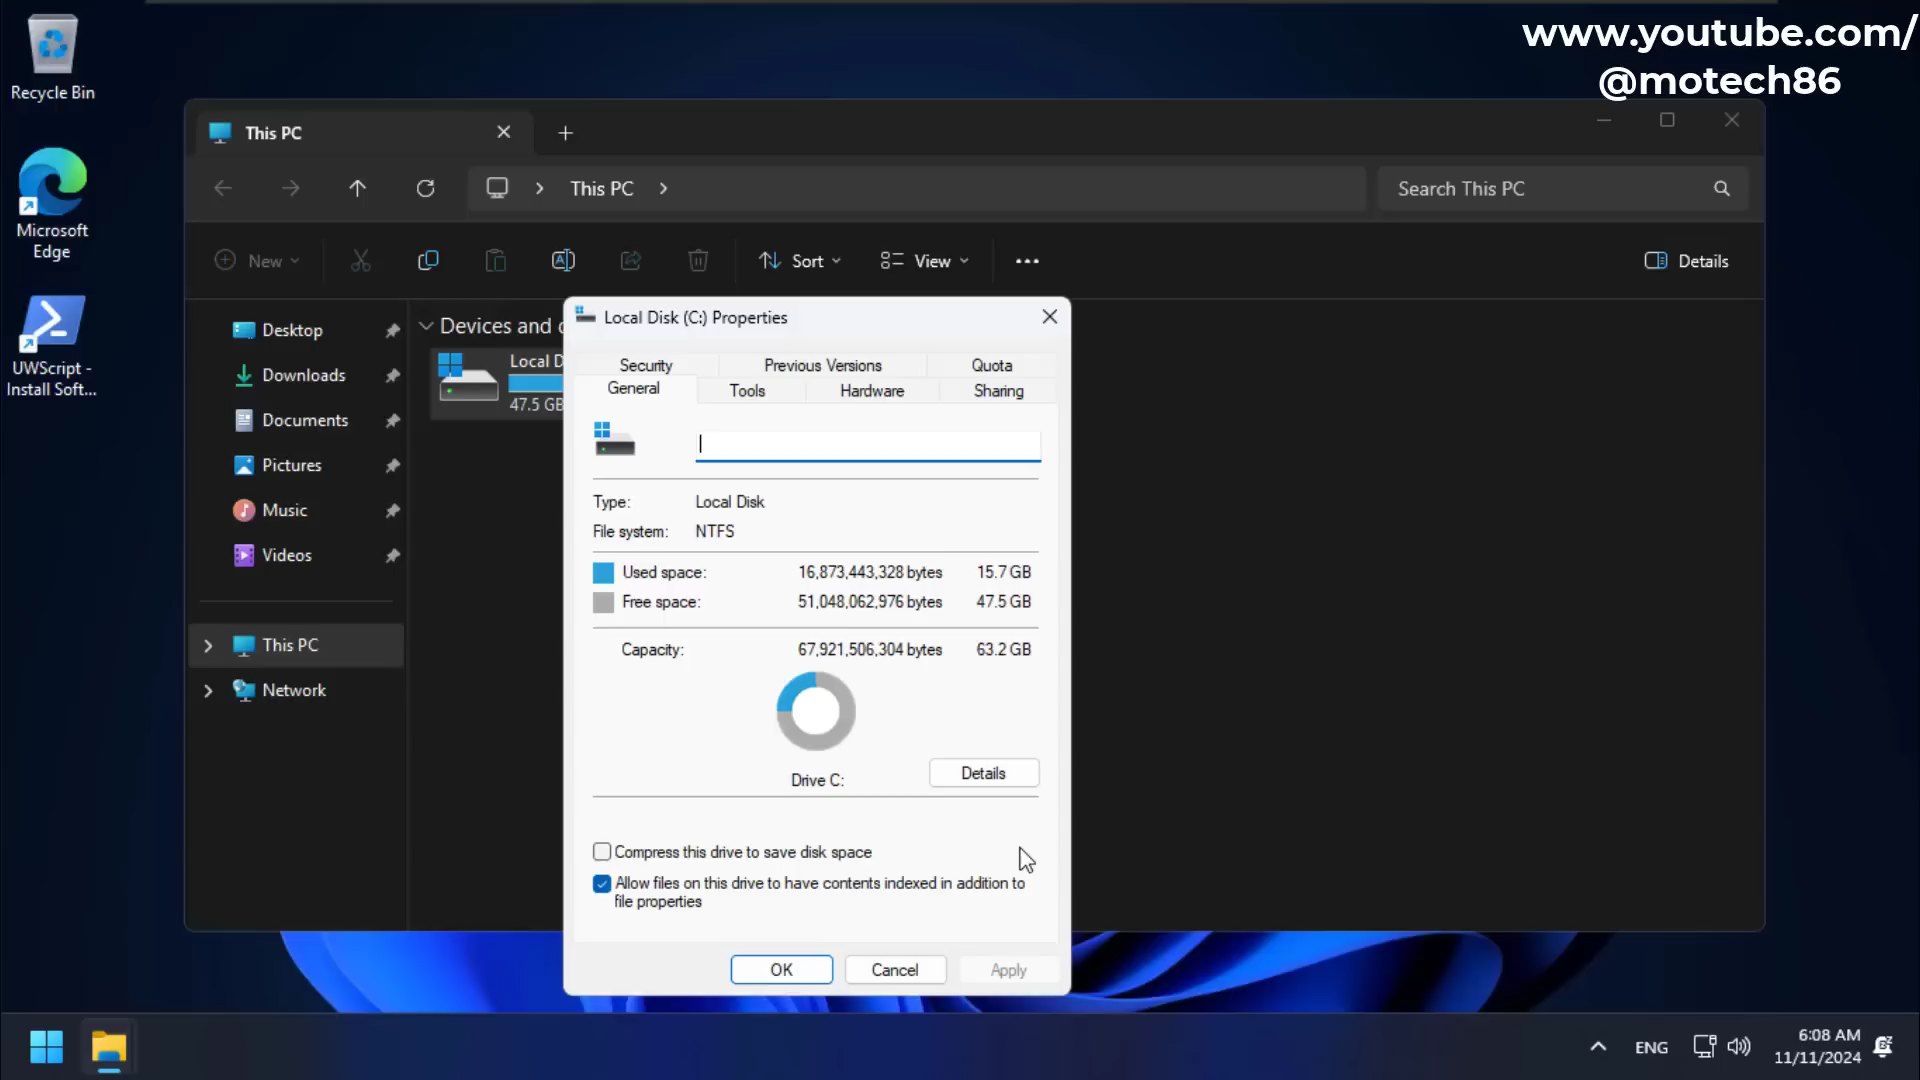 www.youtube.com/
@motech86
Recycle Bin
Microsoft
Edge
UWScript -
Install Soft...
This PC
This PC
Search This PC
New
Sort
View
Details
Desktop
Downloads
Documents
Pictures
Music
Videos
This PC
Network
Devices and
Local D
47.5 GB
Local Disk (C:) Properties
Security
Previous Versions
Quota
General
Tools
Hardware
Sharing
Type: Local Disk
File system: NTFS
Used space: 16,873,443,328 bytes 15.7 GB
Free space: 51,048,062,976 bytes 47.5 GB
Capacity: 67,921,506,304 bytes 63.2 GB
Drive C:
Details
Compress this drive to save disk space
Allow files on this drive to have contents indexed in addition to
file properties
OK
Cancel
Apply
ENG
6:08 AM
11/11/2024